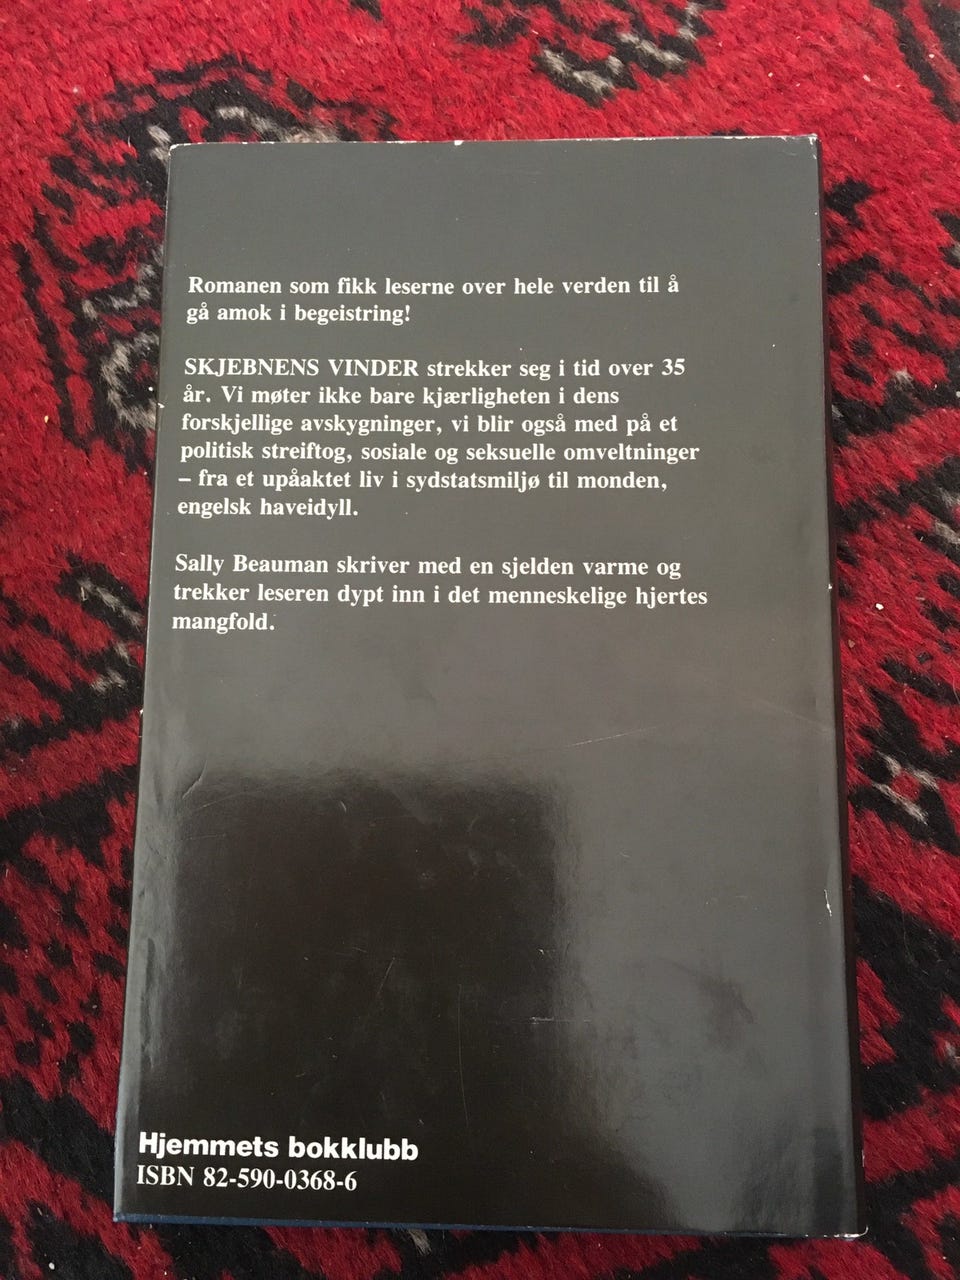 Romanen som fikk leserne over hele verden til å
gå amok i begeistring!
SKJEBNENS VINDER strekker seg i tid over 35
år. Vi møter ikke bare kjærligheten i dens
forskjellige avskygninger, vi blir også med på et
politisk streiftog, sosiale og seksuelle omveltninger
– fra et upåaktet liv i sydstatsmiljø til monden,
engelsk haveidyll.
Sally Beauman skriver med en sjelden varme og
trekker leseren dypt inn i det menneskelige hjertes
mangfold.
Hjemmets bokklubb
ISBN 82-590-0368-6